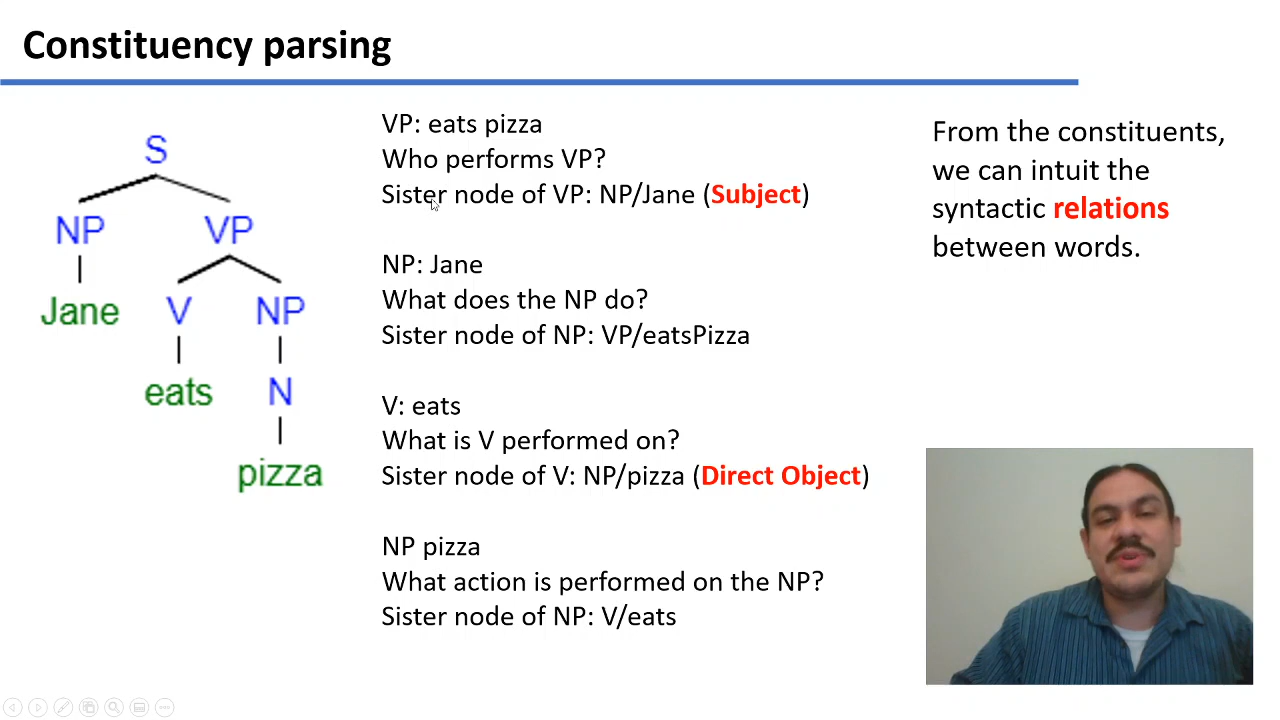 Constituency parsing
S
NP VP
Jane V NP
eats N
pizza
VP: eats pizza
Who performs VP?
Sister node of VP: NP/Jane (Subject)
NP: Jane
What does the NP do?
Sister node of NP: VP/eatsPizza
V: eats
What is V performed on?
Sister node of V: NP/pizza (Direct Object)
NP pizza
What action is performed on the NP?
Sister node of NP: V/eats
From the constituents,
we can intuit the
syntactic relations
between words.